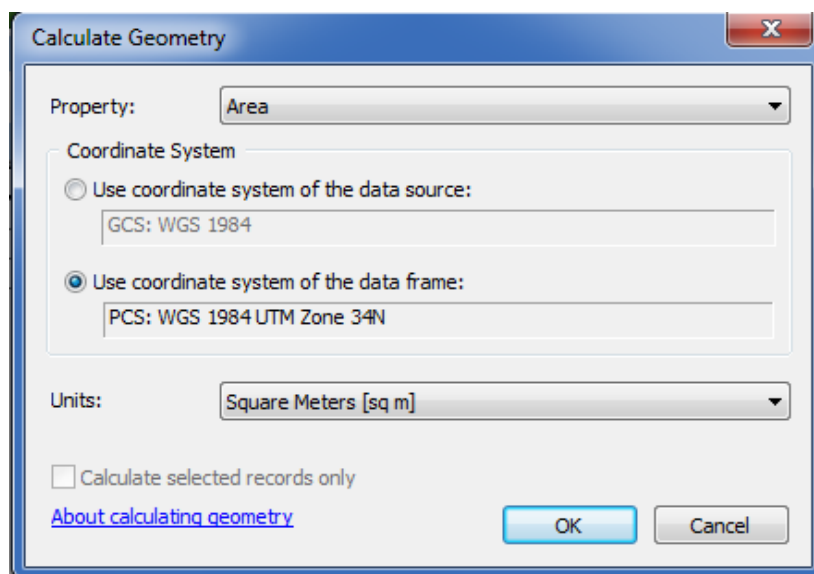 Calculate Geometry
Property: Area
Coordinate System
Use coordinate system of the data source:
GCS: WGS 1984
Use coordinate system of the data frame:
PCS: WGS 1984 UTM Zone 34N
Units: Square Meters [sq m]
Calculate selected records only
About calculating geometry
OK Cancel